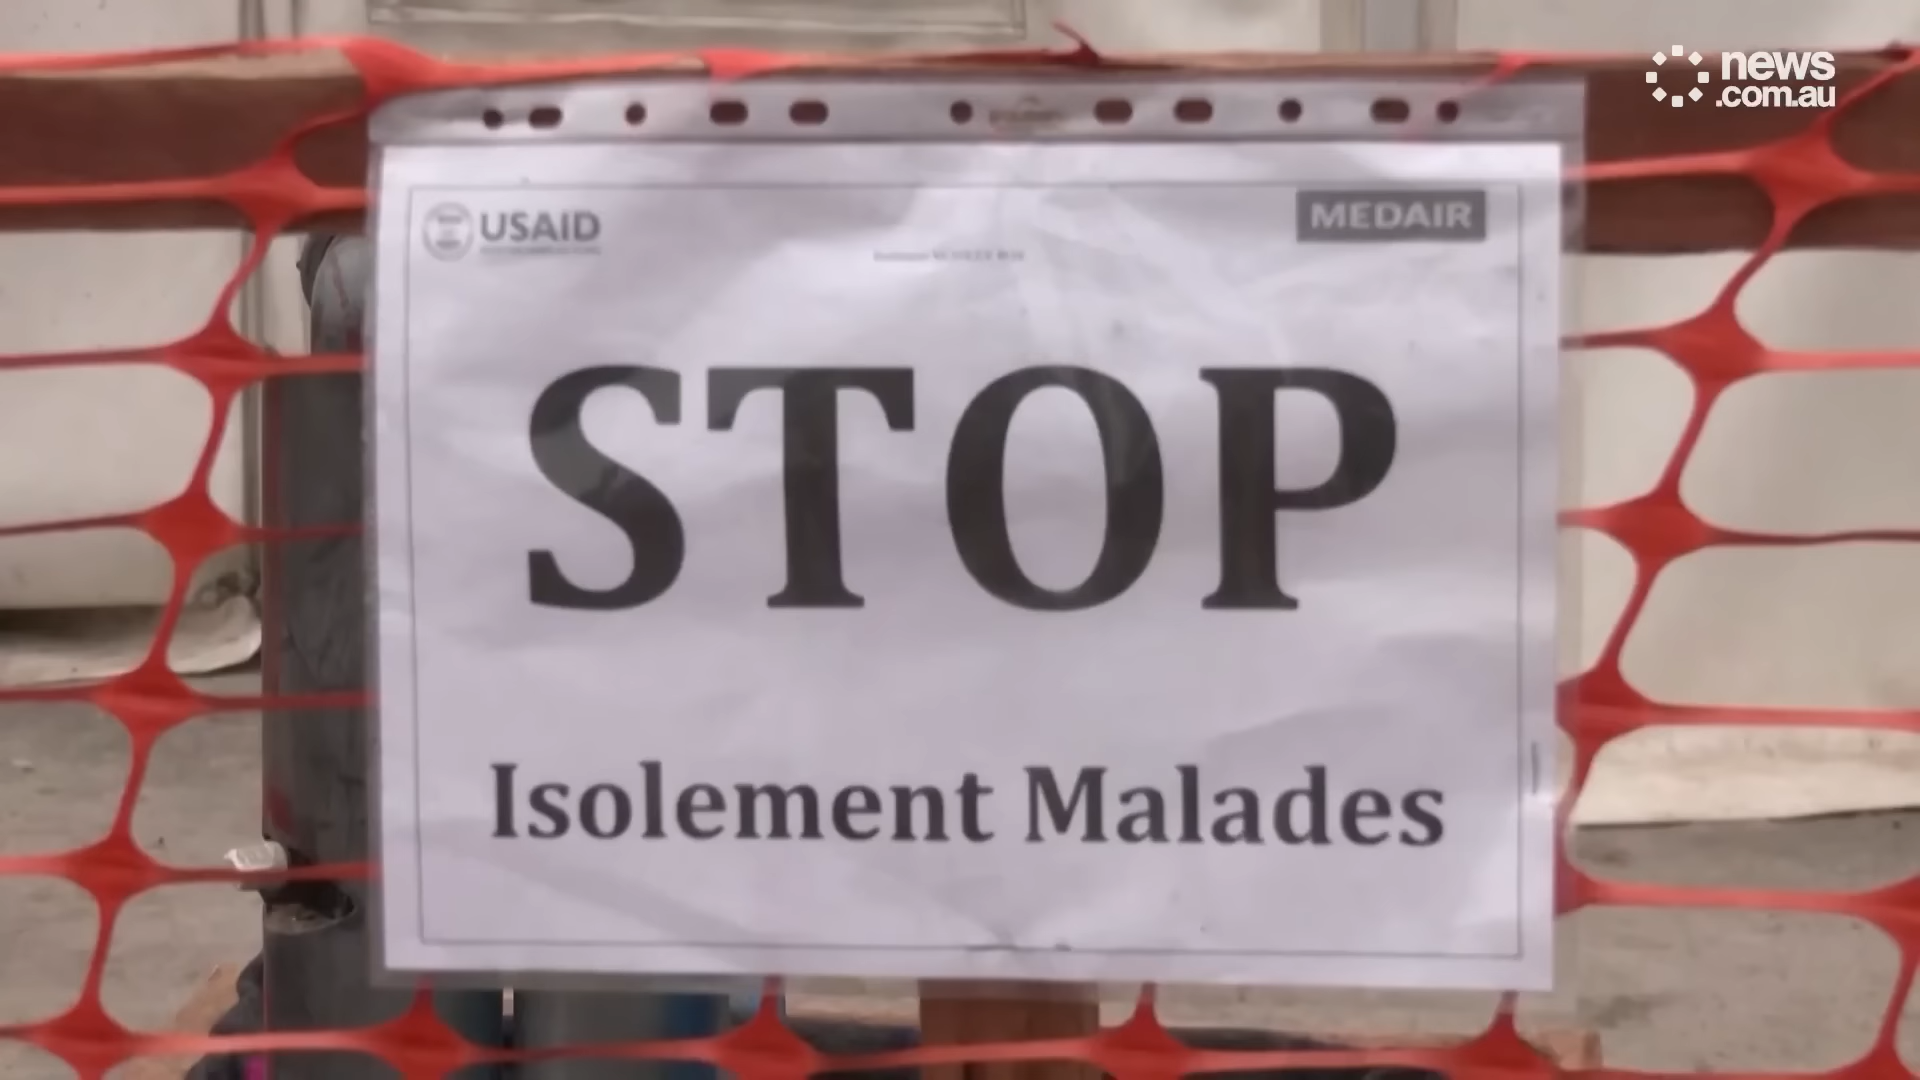 news
.com.au
USAID
MEDAIR
STOP
Isolement Malades